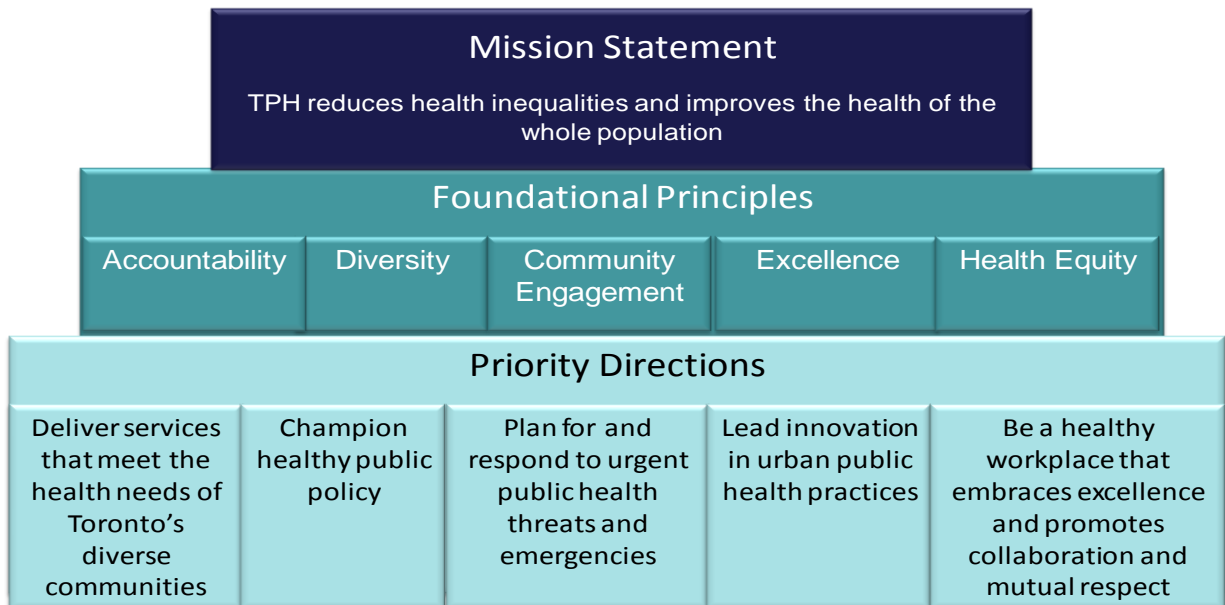 Mission Statement
TPH reduces health inequalities and improves the health of the
whole population
Foundational Principles
Accountability
Diversity
Community
Engagement
Excellence
Health Equity
Priority Directions
Deliver services
that meet the
health needs of
Toronto’s
diverse
communities
Champion
healthy public
policy
Plan for and
respond to urgent
public health
threats and
emergencies
Lead innovation
in urban public
health practices
Be a healthy
workplace that
embraces excellence
and promotes
collaboration and
mutual respect